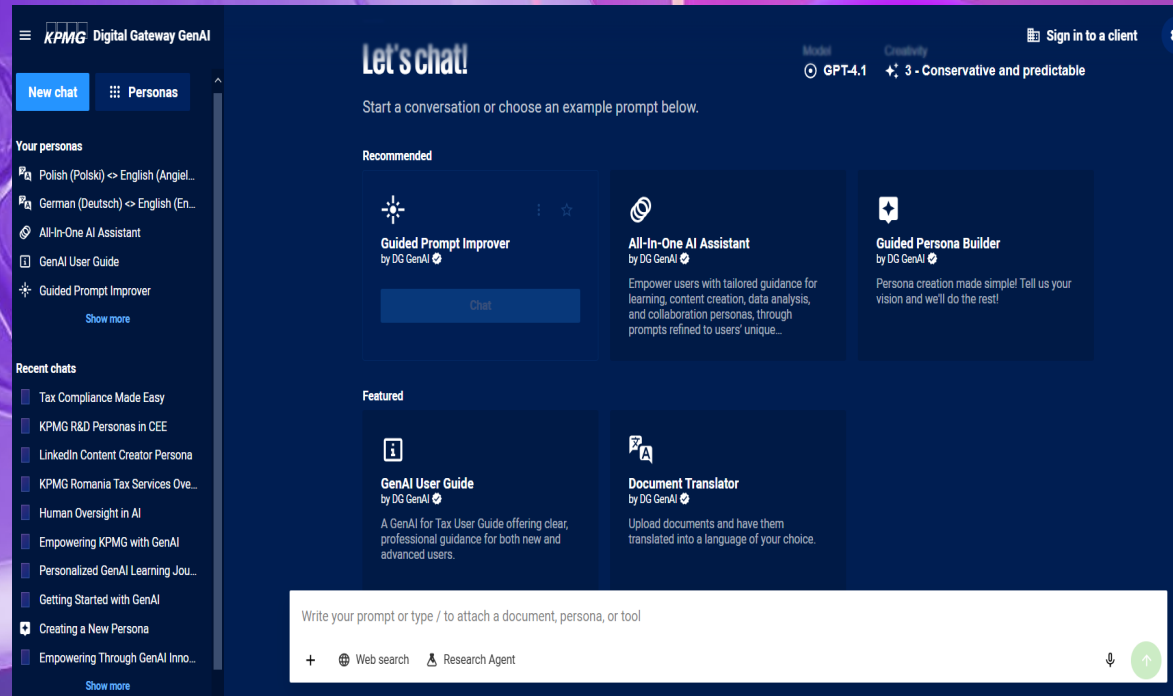 KPMG Digital Gateway GenAI
Sign in to a client
New chat
Personas
Your personas
Polish (Polski) <> English (Angiel...
German (Deutsch) <> English (En...
All-In-One AI Assistant
GenAI User Guide
Guided Prompt Improver
Show more
Recent chats
Tax Compliance Made Easy
KPMG R&D Personas in CEE
LinkedIn Content Creator Persona
KPMG Romania Tax Services Ove...
Human Oversight in AI
Empowering KPMG with GenAI
Personalized GenAI Learning Jou...
Getting Started with GenAI
Creating a New Persona
Empowering Through GenAI Inno...
Show more
Let's chat!
Model
Creativity
GPT-4.1
3 - Conservative and predictable
Start a conversation or choose an example prompt below.
Recommended
Guided Prompt Improver
by DG GenAI
Chat
All-In-One AI Assistant
by DG GenAI
Empower users with tailored guidance for
learning, content creation, data analysis,
and collaboration personas, through
prompts refined to users' unique...
Guided Persona Builder
by DG GenAI
Persona creation made simple! Tell us your
vision and we'll do the rest!
Featured
GenAI User Guide
by DG GenAI
A GenAI for Tax User Guide offering clear,
professional guidance for both new and
advanced users.
Document Translator
by DG GenAI
Upload documents and have them
translated into a language of your choice.
Write your prompt or type / to attach a document, persona, or tool
Web search
Research Agent